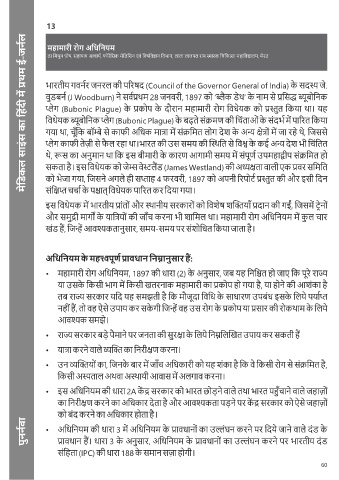 13
महामारी रोग अधिनियम
मेडिकल साइंस का हिंदी में प्रथम ई-जर्नल
भारतीय गवर्नर जनरल की परिषद (Council of the Governor General of India) के सदस्य जे.
वुडबर्न (J Woodburn) ने सर्वप्रथम 28 जनवरी, 1897 को 'ब्लैक डेथ' के नाम से प्रसिद्ध ब्यूबोनिक
प्लेग (Bubonic Plague) के प्रकोप के दौरान महामारी रोग विधेयक को प्रस्तुत किया था। यह
विधेयक ब्यूबोनिक प्लेग (Bubonic Plague) के बढ़ते संक्रमण की चिंताओं के संदर्भ में पारित किया
गया था, चूँकि बॉम्बे से काफी अधिक मात्रा में संक्रमित लोग देश के अन्य क्षेत्रों में जा रहे थे, जिससे
प्लेग काफी तेज़ी से फैल रहा था। भारत की उस समय की स्थिति से विश्व के कई अन्य देश भी चिंतित
थे, रूस का अनुमान था कि इस बीमारी के कारण आगामी समय में संपूर्ण उपमहाद्वीप संक्रमित हो
सकता है। इस विधेयक को जेम्स वेस्टलैंड (James Westland) की अध्यक्षता वाली एक प्रवर समिति
को भेजा गया, जिसने अगले ही सप्ताह 4 फरवरी, 1897 को अपनी रिपोर्ट प्रस्तुत की और इसी दिन
संक्षिप्त चर्चा के पश्चात् विधेयक पारित कर दिया गया।
इस विधेयक में भारतीय प्रांतों और स्थानीय सरकारों को विशेष शक्तियाँ प्रदान की गईं, जिसमें ट्रेनों
और समुद्री मार्गों के यात्रियों की जाँच करना भी शामिल था। महामारी रोग अधिनियम में कुल चार
खंड हैं, जिन्हें आवश्यकतानुसार, समय-समय पर संशोधित किया जाता है।
अधिनियम के महत्वपूर्ण प्रावधान निम्नानुसार हैं:
• महामारी रोग अधिनियम, 1897 की धारा (2) के अनुसार, जब यह निश्चित हो जाए कि पूरे राज्य
या उसके किसी भाग में किसी खतरनाक महामारी का प्रकोप हो गया है, या होने की आशंका है
तब राज्य सरकार यदि यह समझती है कि मौजूदा विधि के साधारण उपबंध इसके लिये पर्याप्त
नहीं हैं, तो वह ऐसे उपाय कर सकेगी जिन्हें वह उस रोग के प्रकोप या प्रसार की रोकथाम के लिये
आवश्यक समझे।
• राज्य सरकार बड़े पैमाने पर जनता की सुरक्षा के लिये निम्नलिखित उपाय कर सकती हैं
• यात्रा करने वाले व्यक्ति का निरीक्षण करना।
• उन व्यक्तियों का, जिनके बार में जाँच अधिकारी को यह शंका है कि वे किसी रोग से संक्रमित है,
किसी अस्पताल अथवा अस्थायी आवास में अलगाव करना।
• इस अधिनियम की धारा 2A केंद्र सरकार को भारत छोड़ने वाले तथा भारत पहुँचाने वाले जहाज़ों
का निरीक्षण करने का अधिकार देता है और आवश्यकता पड़ने पर केंद्र सरकार को ऐसे जहाज़ों
को बंद करने का अधिकार होता है।
• अधिनियम की धारा 3 में अधिनियम के प्रावधानों का उल्लंघन करने पर दिये जाने वाले दंड के
प्रावधान हैं। धारा 3 के अनुसार, अधिनियम के प्रावधानों का उल्लंघन करने पर भारतीय दंड
संहिता (IPC) की धारा 188 के समान सज़ा होगी।
पुनर्नवा
60